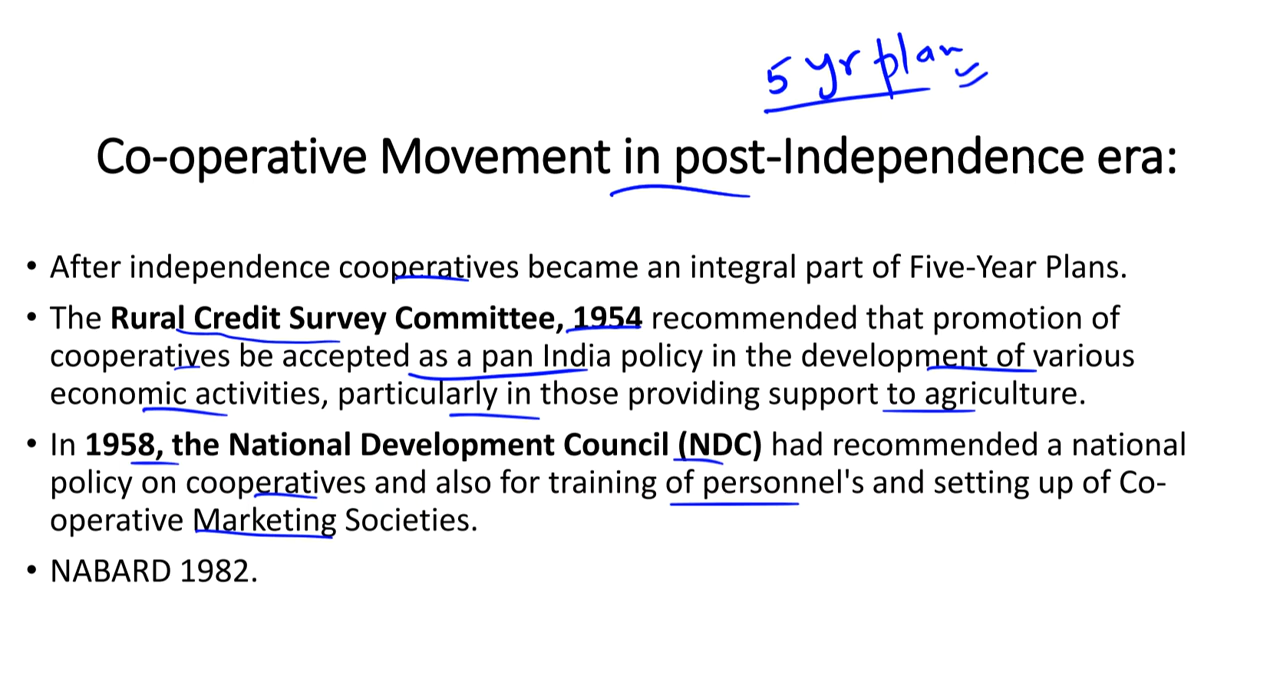 5 yr plan
Co-operative Movement in post-Independence era:
• After independence cooperatives became an integral part of Five-Year Plans.
• The Rural Credit Survey Committee, 1954 recommended that promotion of
cooperatives be accepted as a pan India policy in the development of various
economic activities, particularly in those providing support to agriculture.
• In 1958, the National Development Council (NDC) had recommended a national
policy on cooperatives and also for training of personnel's and setting up of Co-
operative Marketing Societies.
• NABARD 1982.